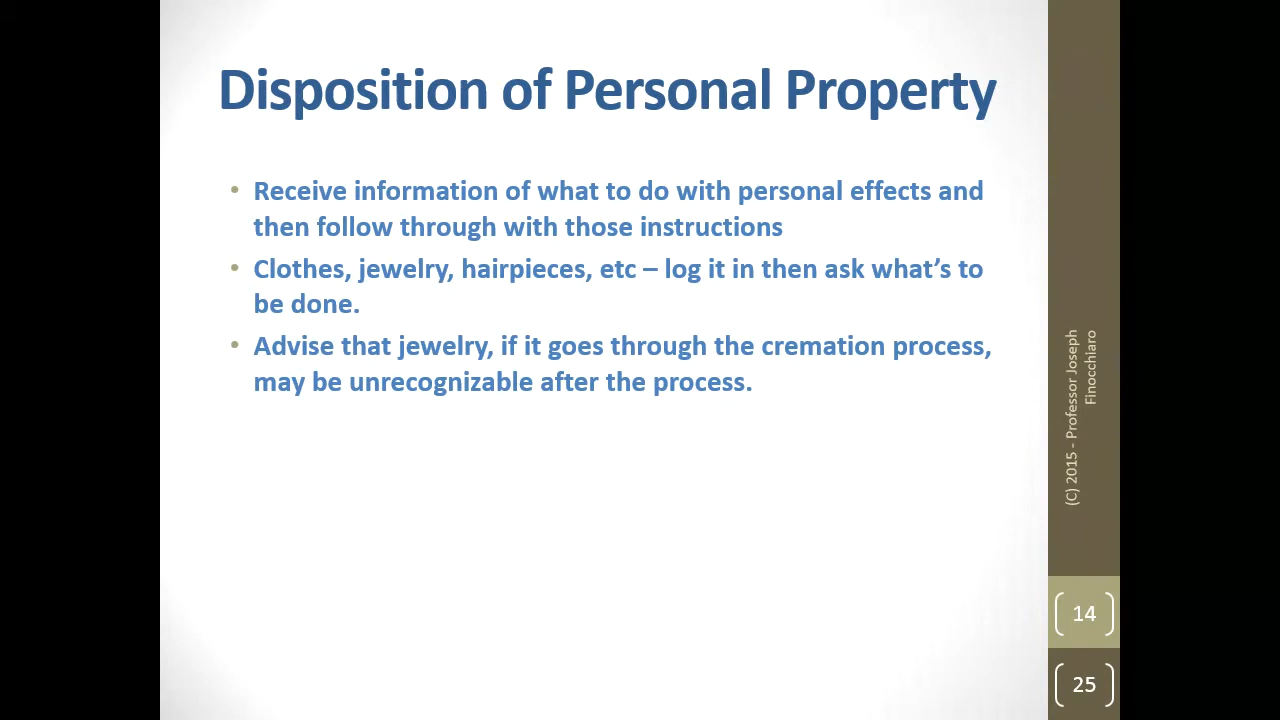 Disposition of Personal Property
• Receive information of what to do with personal effects and
then follow through with those instructions
• Clothes, jewelry, hairpieces, etc – log it in then ask what’s to
be done.
• Advise that jewelry, if it goes through the cremation process,
may be unrecognizable after the process.
(C) 2015 - Professor Joseph
Finocchiaro
14
25